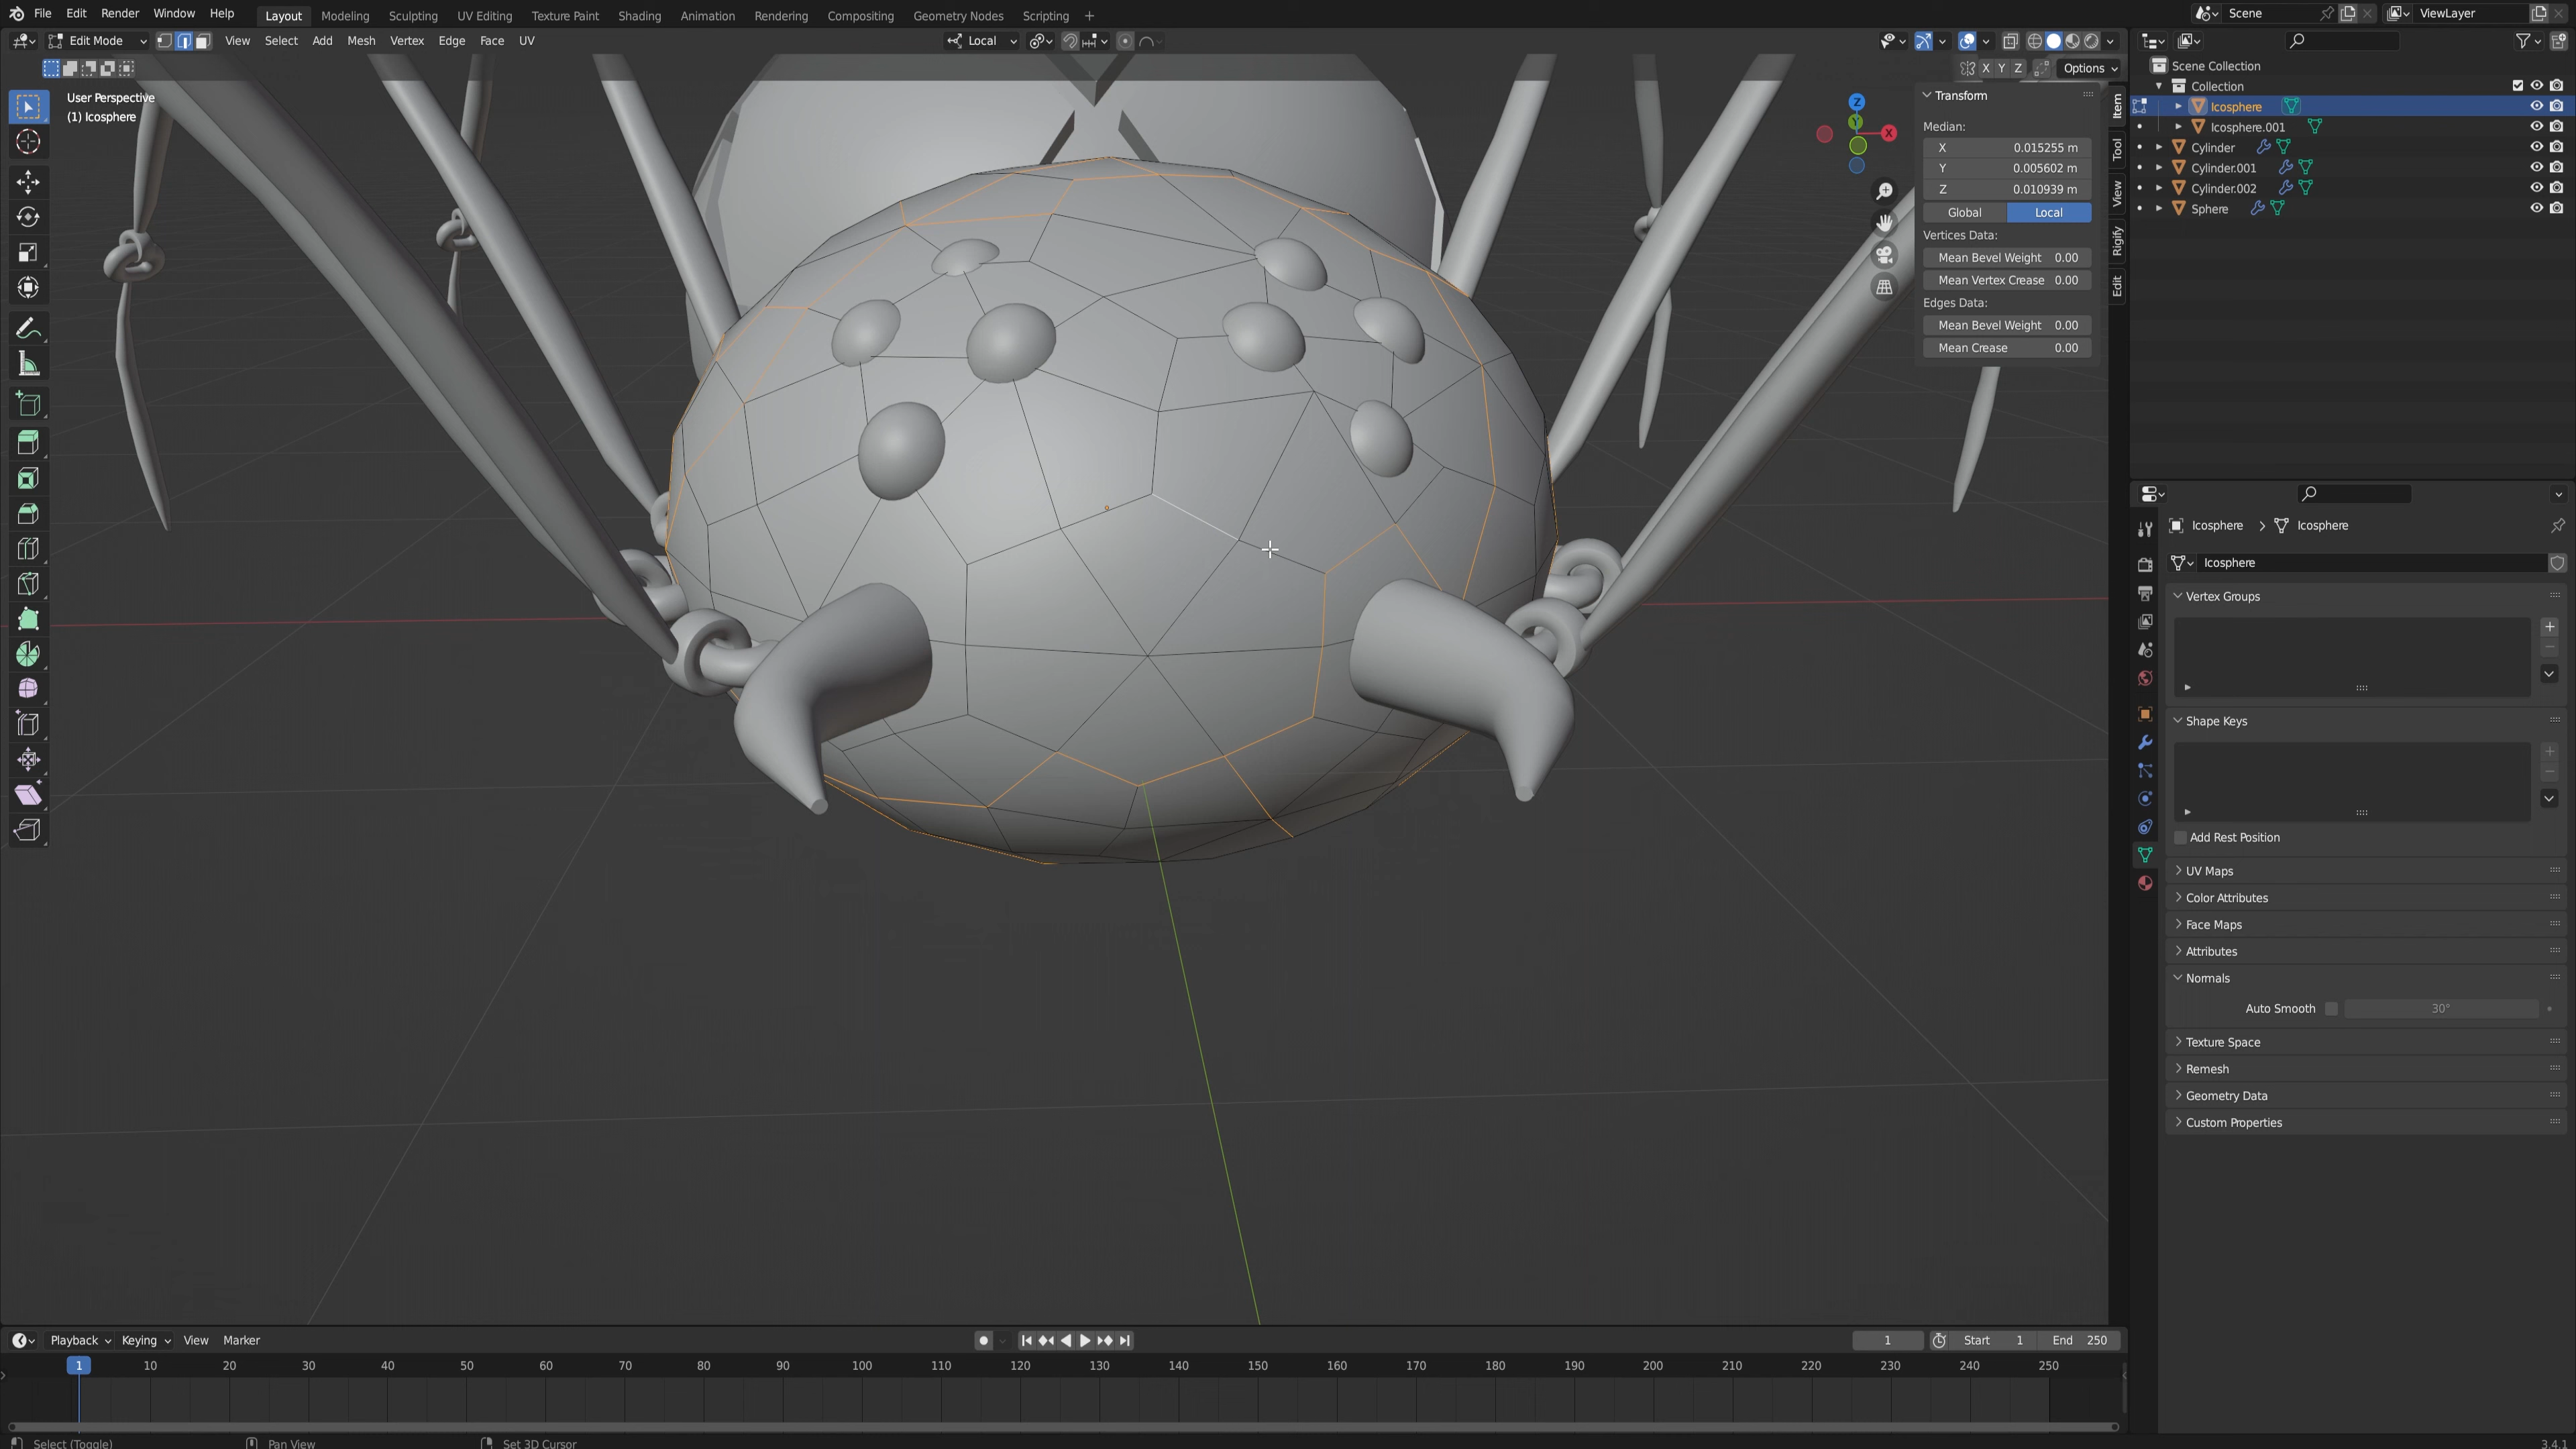 File Edit Render Window Help Layout Modeling Sculpting UV Editing Texture Paint Shading Animation Rendering Compositing Geometry Nodes Scripting + Scene ViewLayer
Edit Mode View Select Add Mesh Vertex Edge Face UV Local
X Y Z Options
User Perspective
(1) Icosphere
Z
Y
X
Transform
Median:
X 0.015255 m
Y 0.005602 m
Z 0.010939 m
Global Local
Vertices Data:
Mean Bevel Weight 0.00
Mean Vertex Crease 0.00
Edges Data:
Mean Bevel Weight 0.00
Mean Crease 0.00
Item
Tool
View
Rigify
Edit
Scene Collection
Collection
Icosphere
Icosphere.001
Cylinder
Cylinder.001
Cylinder.002
Sphere
Icosphere > Icosphere
Icosphere
Vertex Groups
Shape Keys
Add Rest Position
UV Maps
Color Attributes
Face Maps
Attributes
Normals
Auto Smooth 30°
Texture Space
Remesh
Geometry Data
Custom Properties
Playback Keying View Marker 1 Start 1 End 250
1 10 20 30 40 50 60 70 80 90 100 110 120 130 140 150 160 170 180 190 200 210 220 230 240 250
Select (Toggle) Pan View Set 3D Cursor 3.4.1